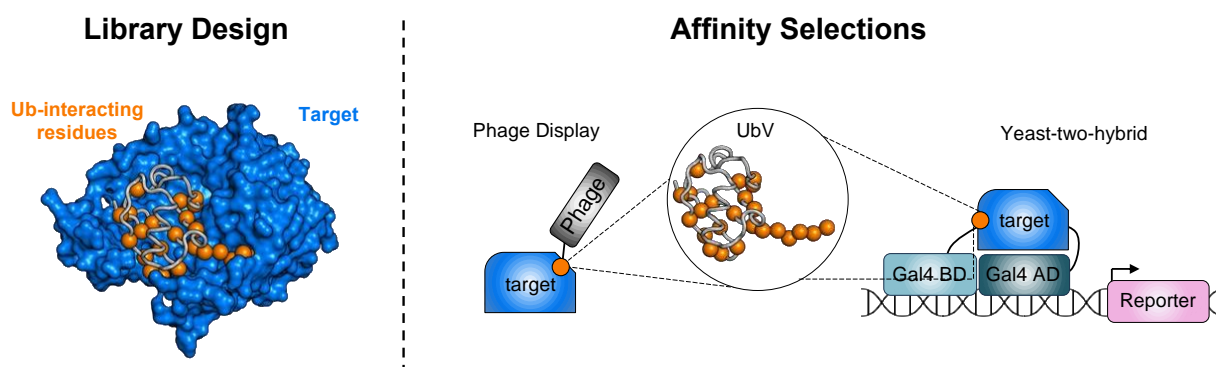 Library Design
Affinity Selections
Ub-interacting
residues
Target
Phage Display
Phage
target
UbV
Yeast-two-hybrid
target
Gal4 BD
Gal4 AD
Reporter